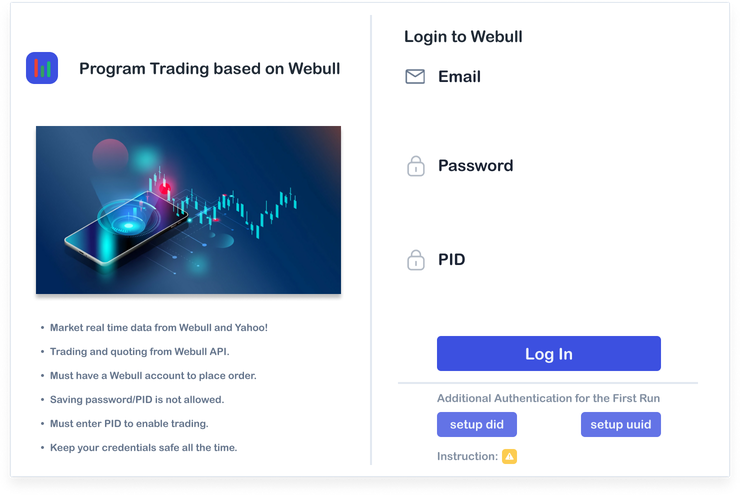 Program Trading based on Webull
• Market real time data from Webull and Yahoo!
• Trading and quoting from Webull API.
• Must have a Webull account to place order.
• Saving password/PID is not allowed.
• Must enter PID to enable trading.
• Keep your credentials safe all the time.
Login to Webull
Email
Password
PID
Log In
Additional Authentication for the First Run
setup did
setup uuid
Instruction: